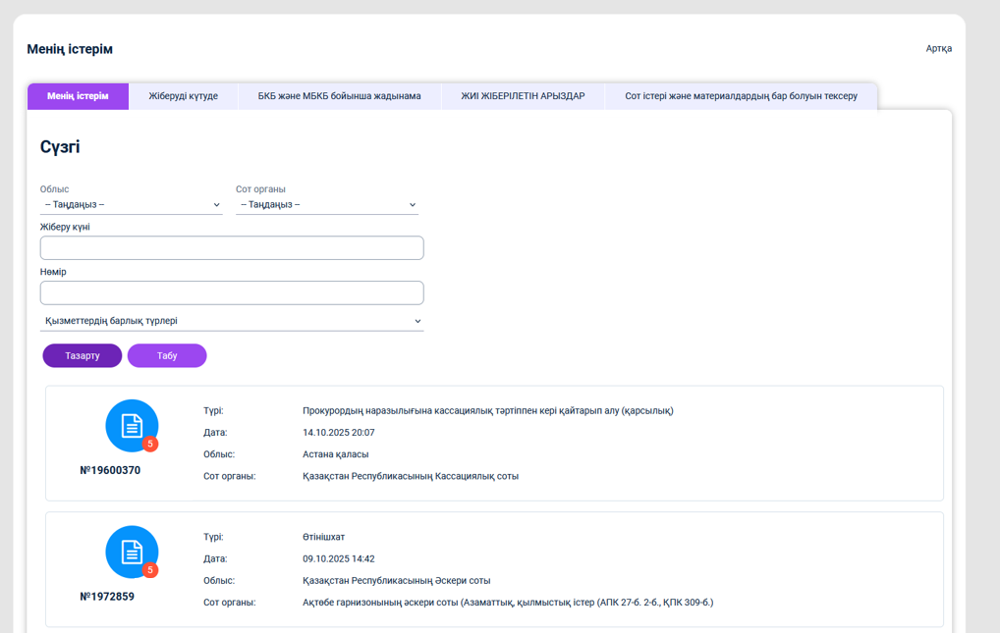 Менің істерім
Артқа
Менің істерім
Жіберуді күтуде
БКБ және МБКБ бойынша жадынама
ЖИІ ЖІБЕРІЛЕТІН АРЫЗДАР
Сот істері және материалдардың бар болуын тексеру
Сүзгі
Облыс
Сот органы
-- Таңдаңыз --
-- Таңдаңыз --
Жіберу күні
Нөмір
Қызметтердің барлық түрлері
Тазарту
Табу
5
№19600370
Түрі: Прокурордың наразылығына кассациялық тәртіппен кері қайтарып алу (қарсылық)
Дата: 14.10.2025 20:07
Облыс: Астана қаласы
Сот органы: Қазақстан Республикасының Кассациялық соты
5
№1972859
Түрі: Өтінішхат
Дата: 09.10.2025 14:42
Облыс: Қазақстан Республикасының Әскери соты
Сот органы: Ақтөбе гарнизонының әскери соты (Азаматтық, қылмыстық істер (АПК 27-б. 2-б., ҚПК 309-б.)